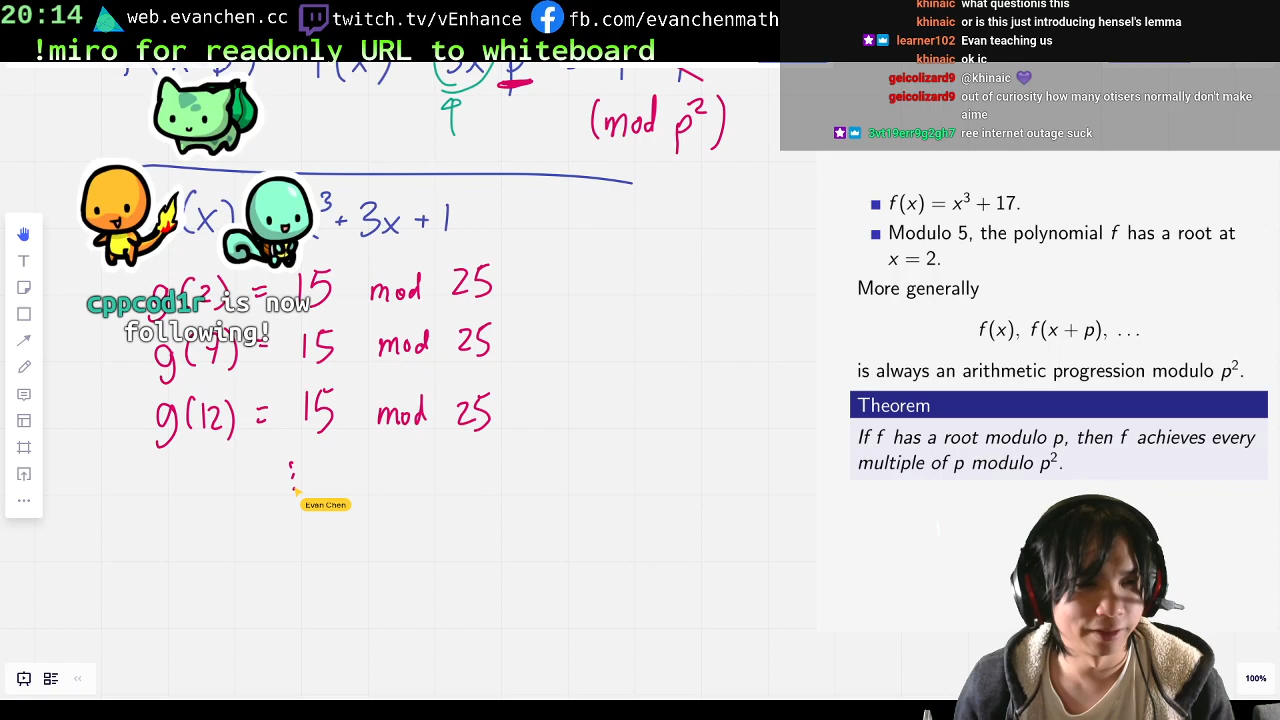 20:14 web.evanchen.cc twitch.tv/vEnhance fb.com/evanchenmath
!miro for readonly URL to whiteboard
khinaic what questionis this
khinaic or is this just introducing hensel's lemma
learner102 Evan teaching us
khinaic ok ic
geicolizard9 @khinaic 💜
geicolizard9 out of curiosity how many otisers normally don't make
aime
3vt19err9g2gh7 ree internet outage suck
(mod p²)
(x) ³ + 3x + 1
g(2) = 15 mod 25
cppcod1r is now
following!
g(7) = 15 mod 25
g(12) = 15 mod 25
⋮
Evan Chen
f(x) = x³ + 17.
Modulo 5, the polynomial f has a root at
x = 2.
More generally
f(x), f(x + p), …
is always an arithmetic progression modulo p².
Theorem
If f has a root modulo p, then f achieves every
multiple of p modulo p².
100%